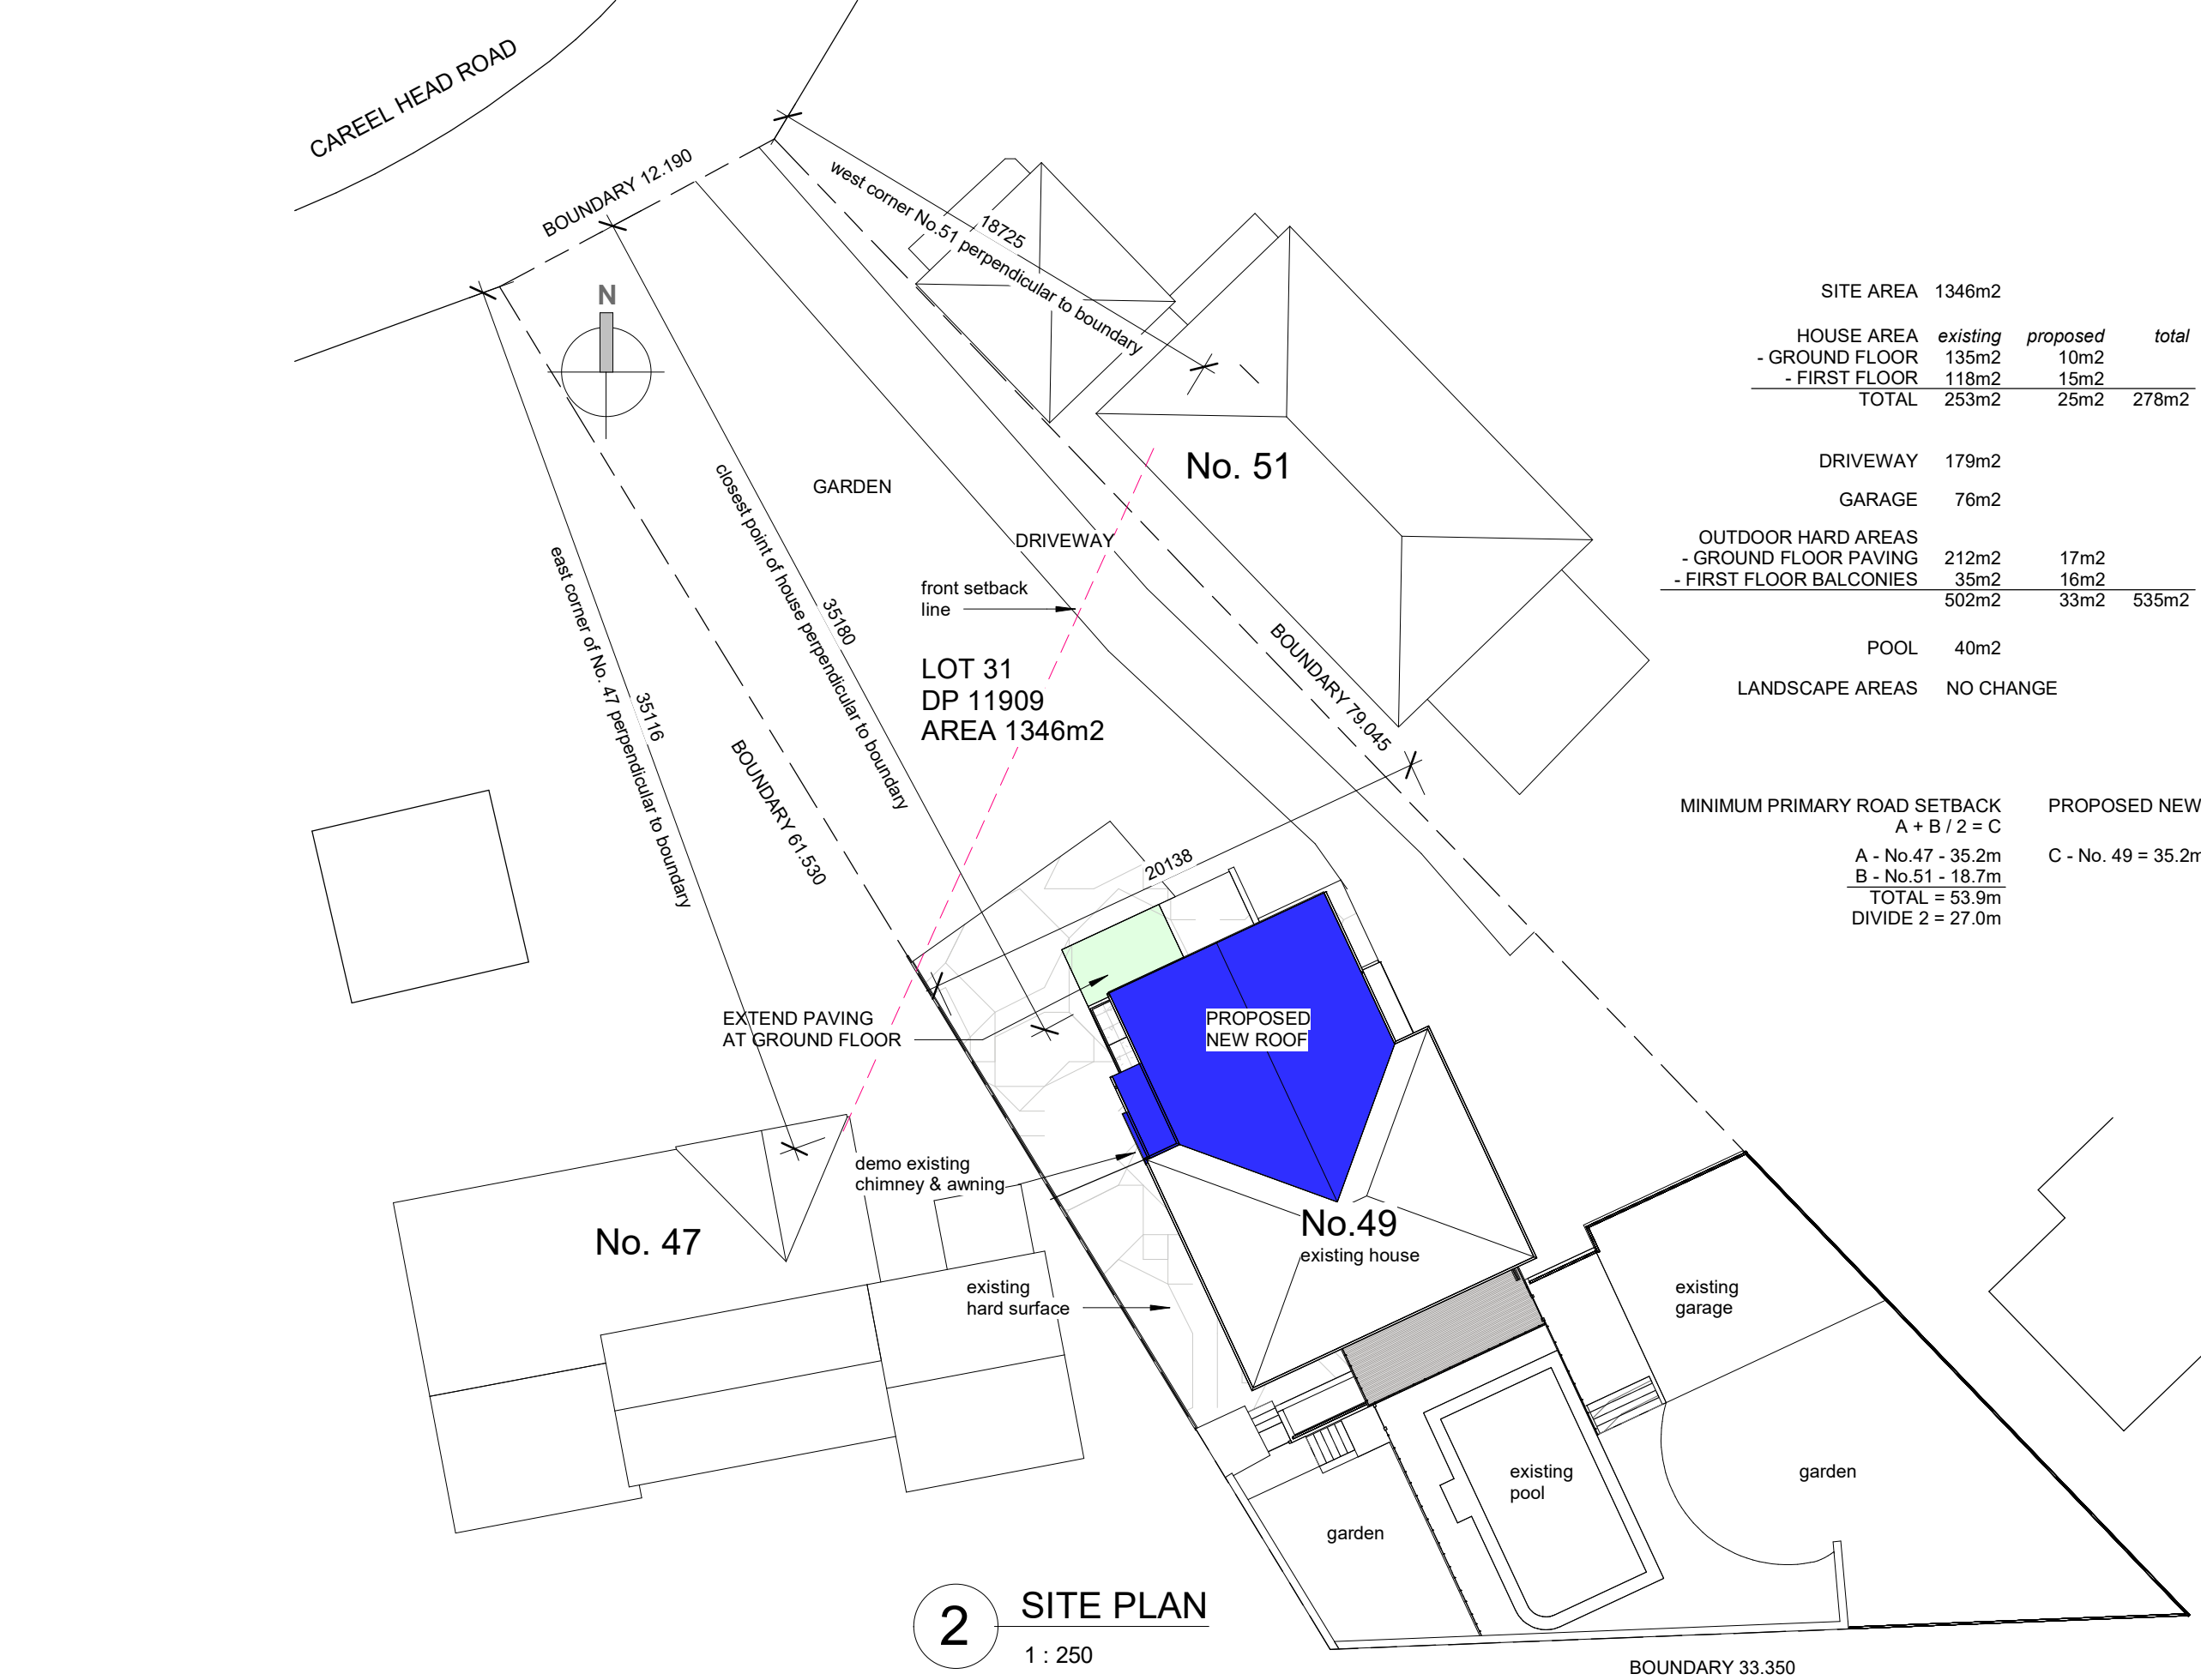 CAREEL HEAD ROAD
BOUNDARY 12.190
N
west corner No.51 perpendicular to boundary
18725
No. 51
GARDEN
DRIVEWAY
closest point of house perpendicular to boundary
35180
east corner of No. 47 perpendicular to boundary
35116
front setback
line
LOT 31
DP 11909
AREA 1346m2
BOUNDARY 61.530
BOUNDARY 79.045
20138
EXTEND PAVING
AT GROUND FLOOR
PROPOSED
NEW ROOF
demo existing
chimney & awning
No. 47
No.49
existing house
existing
hard surface
existing
garage
existing
pool
garden
garden
2
SITE PLAN
1 : 250
BOUNDARY 33.350
SITE AREA 1346m2
HOUSE AREA existing proposed total
- GROUND FLOOR 135m2 10m2
- FIRST FLOOR 118m2 15m2
TOTAL 253m2 25m2 278m2
DRIVEWAY 179m2
GARAGE 76m2
OUTDOOR HARD AREAS
- GROUND FLOOR PAVING 212m2 17m2
- FIRST FLOOR BALCONIES 35m2 16m2
502m2 33m2 535m2
POOL 40m2
LANDSCAPE AREAS NO CHANGE
MINIMUM PRIMARY ROAD SETBACK PROPOSED NEW
A + B / 2 = C
A - No.47 - 35.2m C - No. 49 = 35.2m
B - No.51 - 18.7m
TOTAL = 53.9m
DIVIDE 2 = 27.0m